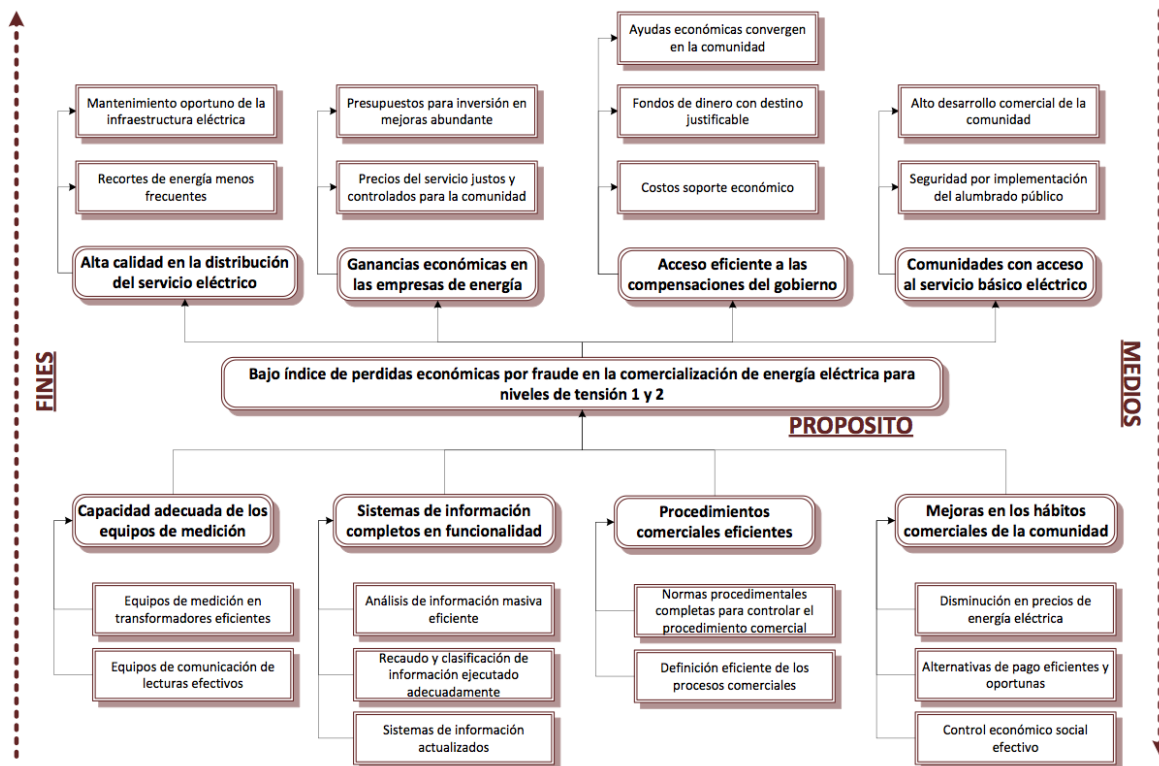 Ayudas económicas convergen
en la comunidad
Mantenimiento oportuno de la
infraestructura eléctrica
Presupuestos para inversión en
mejoras abundante
Fondos de dinero con destino
justificable
Alto desarrollo comercial de la
comunidad
Recortes de energía menos
frecuentes
Precios del servicio justos y
controlados para la comunidad
Costos soporte económico
Seguridad por implementación
del alumbrado público
Alta calidad en la distribución
del servicio eléctrico
Ganancias económicas en
las empresas de energía
Acceso eficiente a las
compensaciones del gobierno
Comunidades con acceso
al servicio básico eléctrico
FINES
MEDIOS
Bajo índice de perdidas económicas por fraude en la comercialización de energía eléctrica para
niveles de tensión 1 y 2
PROPOSITO
Capacidad adecuada de los
equipos de medición
Sistemas de información
completos en funcionalidad
Procedimientos
comerciales eficientes
Mejoras en los hábitos
comerciales de la comunidad
Equipos de medición en
transformadores eficientes
Análisis de información masiva
eficiente
Normas procedimentales
completas para controlar el
procedimiento comercial
Disminución en precios de
energía eléctrica
Equipos de comunicación de
lecturas efectivos
Recaudo y clasificación de
información ejecutado
adecuadamente
Definición eficiente de los
procesos comerciales
Alternativas de pago eficientes y
oportunas
Sistemas de información
actualizados
Control económico social
efectivo